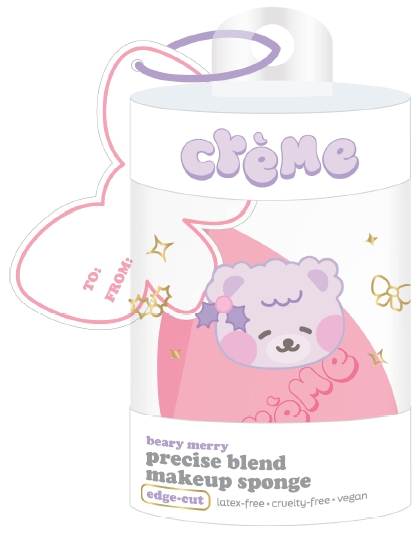 crème
TO:
FROM:
crème
beary merry
precise blend
makeup sponge
edge-cut
latex-free • cruelty-free • vegan